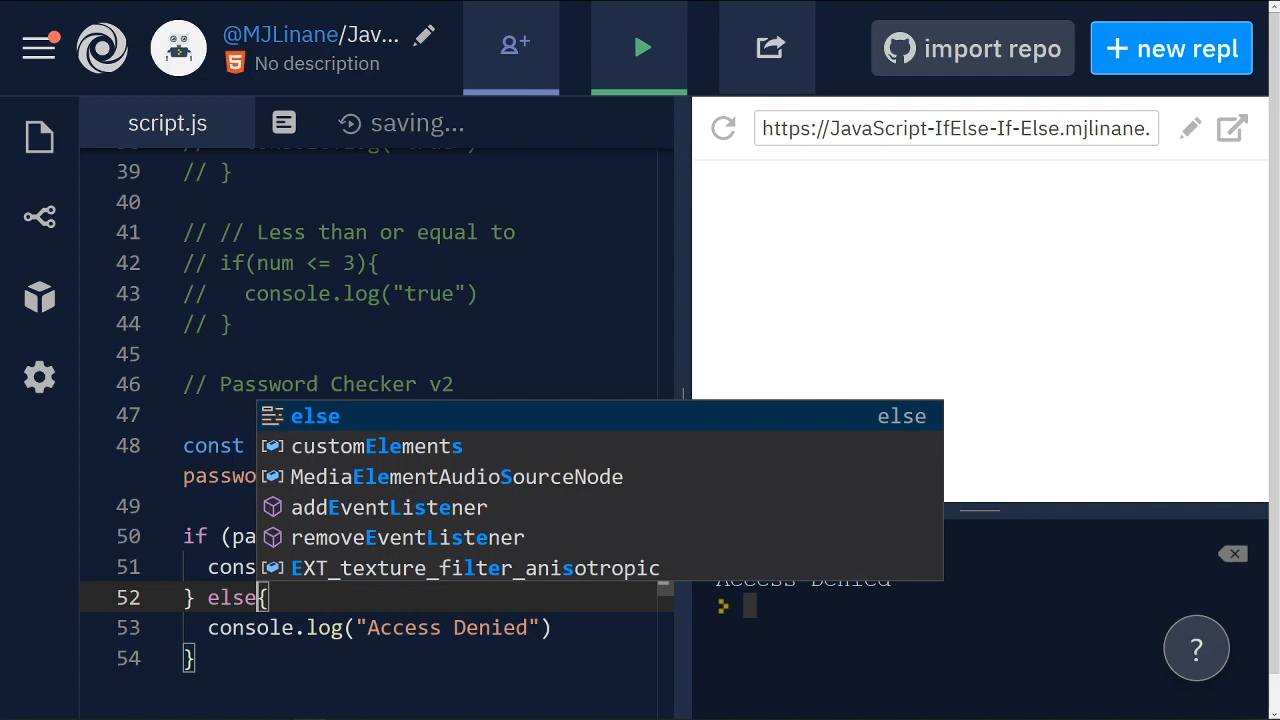 @MJLinane/Jav...
No description
import repo
+ new repl
script.js
saving...
https://JavaScript-IfElse-If-Else.mjlinane.
39 // }
40
41 // // Less than or equal to
42 // if(num <= 3){
43 //   console.log("true")
44 // }
45
46 // Password Checker v2
47
48 const
passwo
49
50 if (pa
51   cons
52 } else{
53   console.log("Access Denied")
54 }
else else
customElements
MediaElementAudioSourceNode
addEventListener
removeEventListener
EXT_texture_filter_anisotropic
Access Denied
>
?